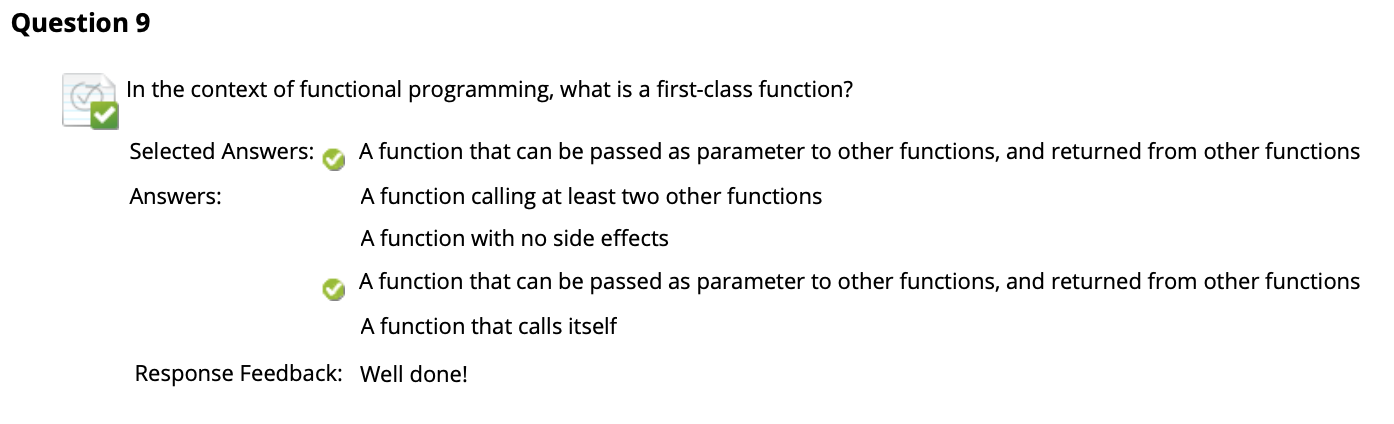 Question 9
In the context of functional programming, what is a first-class function?
Selected Answers: A function that can be passed as parameter to other functions, and returned from other functions
Answers: A function calling at least two other functions
A function with no side effects
A function that can be passed as parameter to other functions, and returned from other functions
A function that calls itself
Response Feedback: Well done!